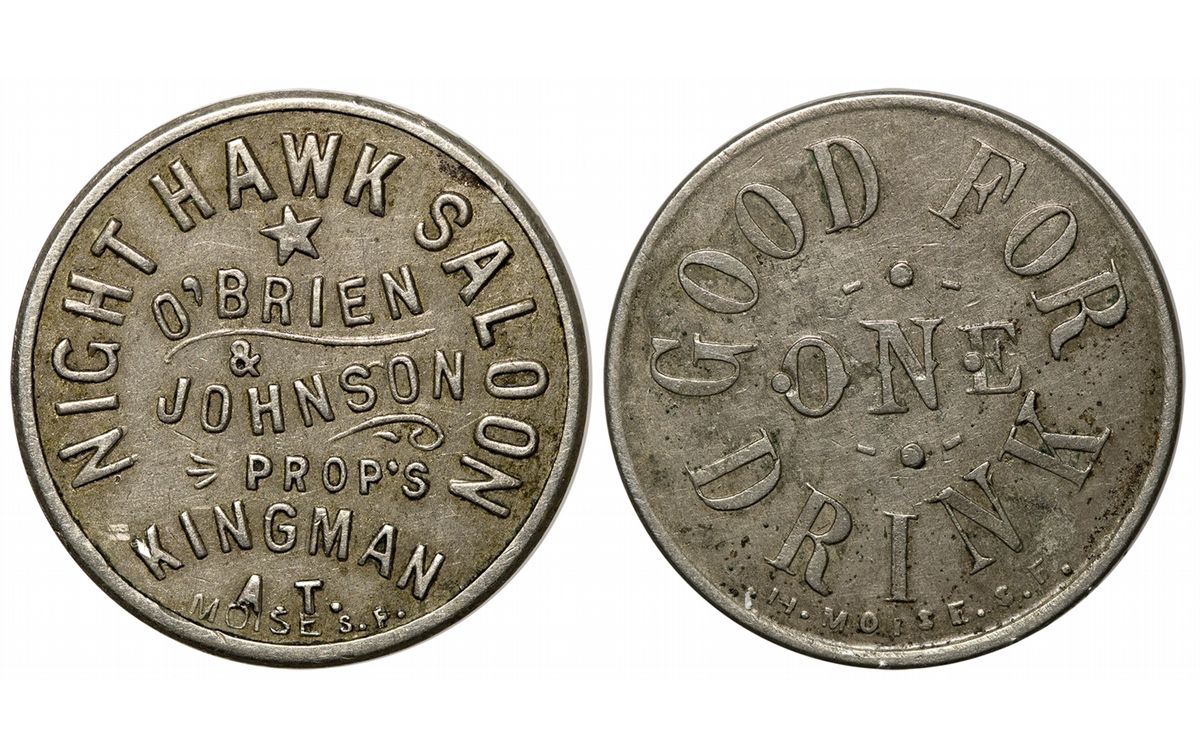 NIGHT HAWK SALOON
O'BRIEN
&
JOHNSON
PROP'S
KINGMAN
A.T.
MOISE S.F.
GOOD FOR
ONE
DRINK
H. MOISE. S.F.